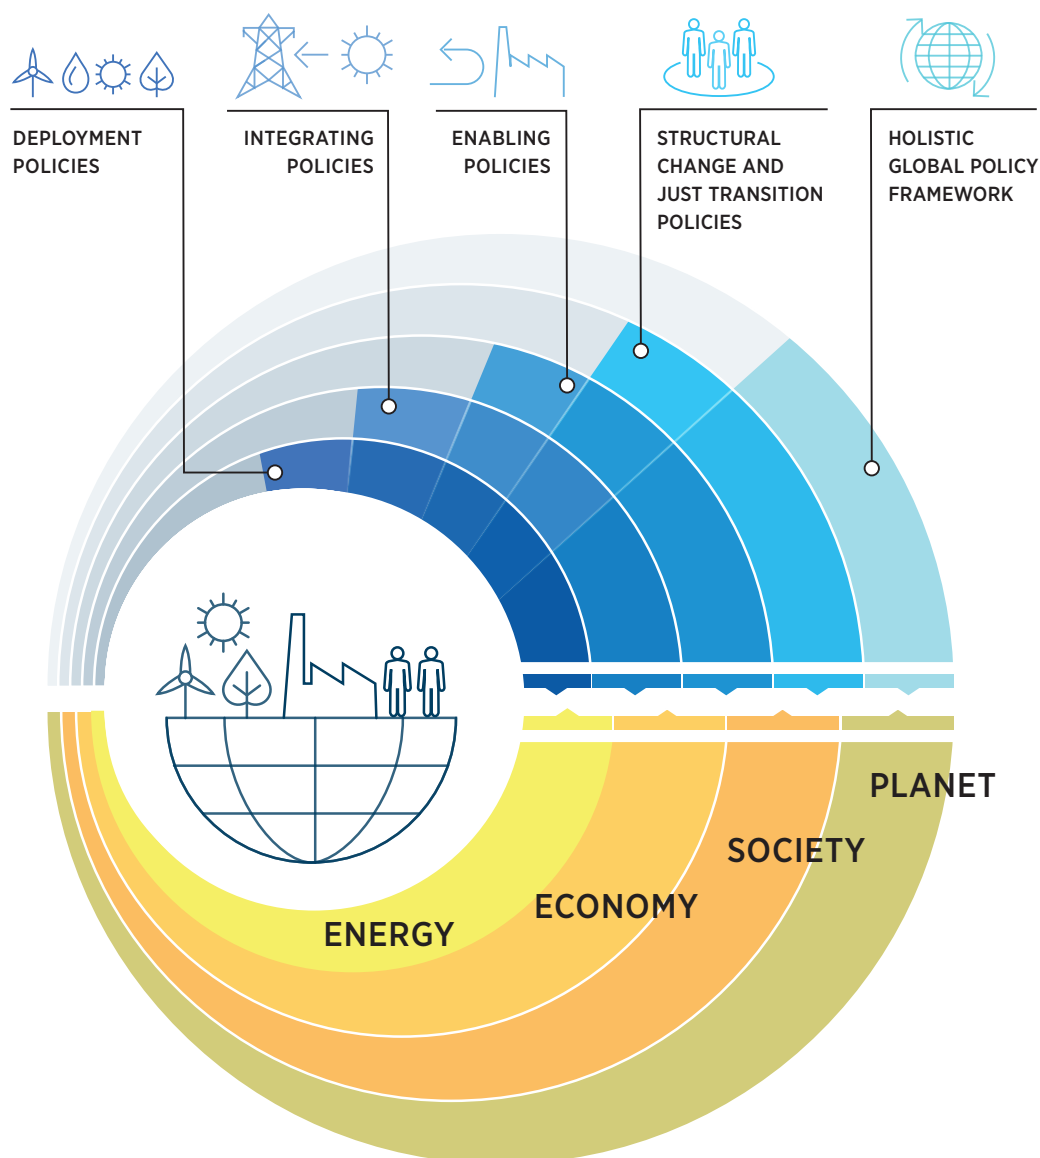 DEPLOYMENT
POLICIES
INTEGRATING
POLICIES
ENABLING
POLICIES
STRUCTURAL
CHANGE AND
JUST TRANSITION
POLICIES
HOLISTIC
GLOBAL POLICY
FRAMEWORK
PLANET
SOCIETY
ECONOMY
ENERGY